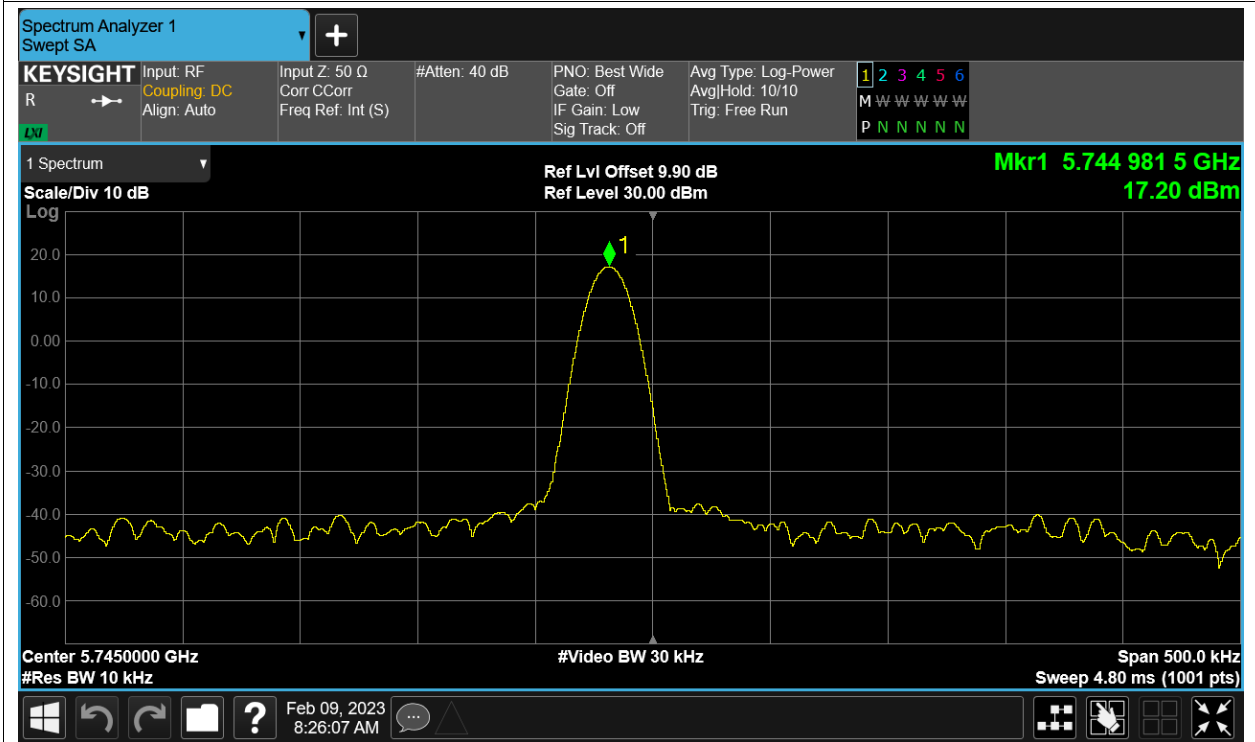 Spectrum Analyzer 1
Swept SA
+
KEYSIGHT
R
LXI
Input: RF
Coupling: DC
Align: Auto
Input Z: 50 Ω
Corr CCorr
Freq Ref: Int (S)
#Atten: 40 dB
PNO: Best Wide
Gate: Off
IF Gain: Low
Sig Track: Off
Avg Type: Log-Power
Avg|Hold: 10/10
Trig: Free Run
1 2 3 4 5 6
M W W W W W
P N N N N N
1 Spectrum
Scale/Div 10 dB
Log
Ref Lvl Offset 9.90 dB
Ref Level 30.00 dBm
Mkr1 5.744 981 5 GHz
17.20 dBm
1
20.0
10.0
0.00
-10.0
-20.0
-30.0
-40.0
-50.0
-60.0
Center 5.7450000 GHz
#Res BW 10 kHz
#Video BW 30 kHz
Span 500.0 kHz
Sweep 4.80 ms (1001 pts)
?
Feb 09, 2023
8:26:07 AM